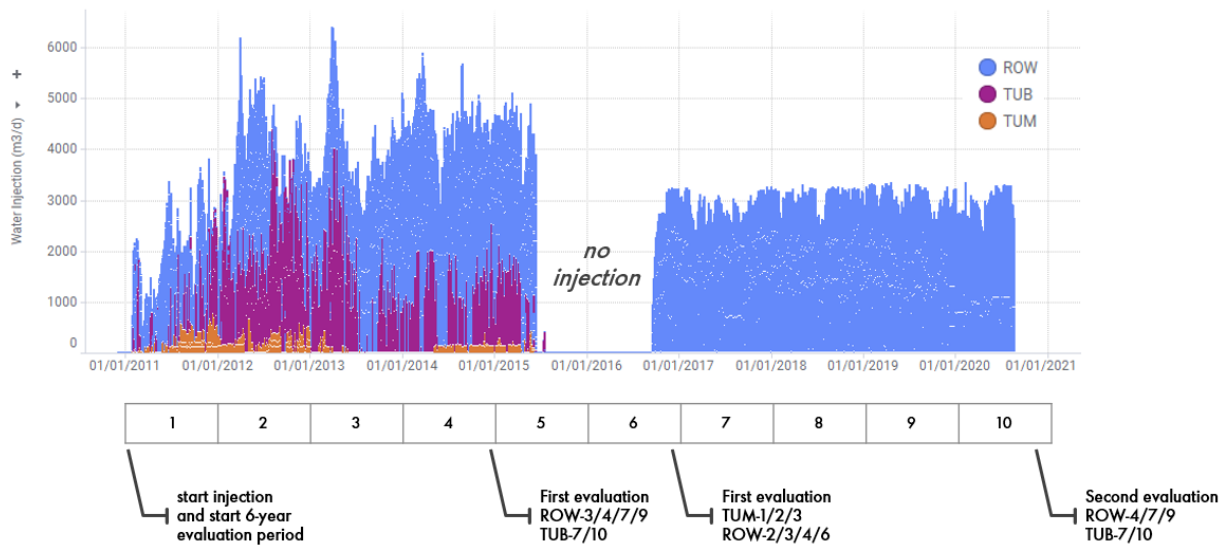 6000
5000
4000
3000
2000
1000
0
Water Injection (m3/d)
ROW
TUB
TUM
no
injection
01/01/2011 01/01/2012 01/01/2013 01/01/2014 01/01/2015 01/01/2016 01/01/2017 01/01/2018 01/01/2019 01/01/2020 01/01/2021
1 2 3 4 5 6 7 8 9 10
start injection
and start 6-year
evaluation period
First evaluation
ROW-3/4/7/9
TUB-7/10
First evaluation
TUM-1/2/3
ROW-2/3/4/6
Second evaluation
ROW-4/7/9
TUB-7/10